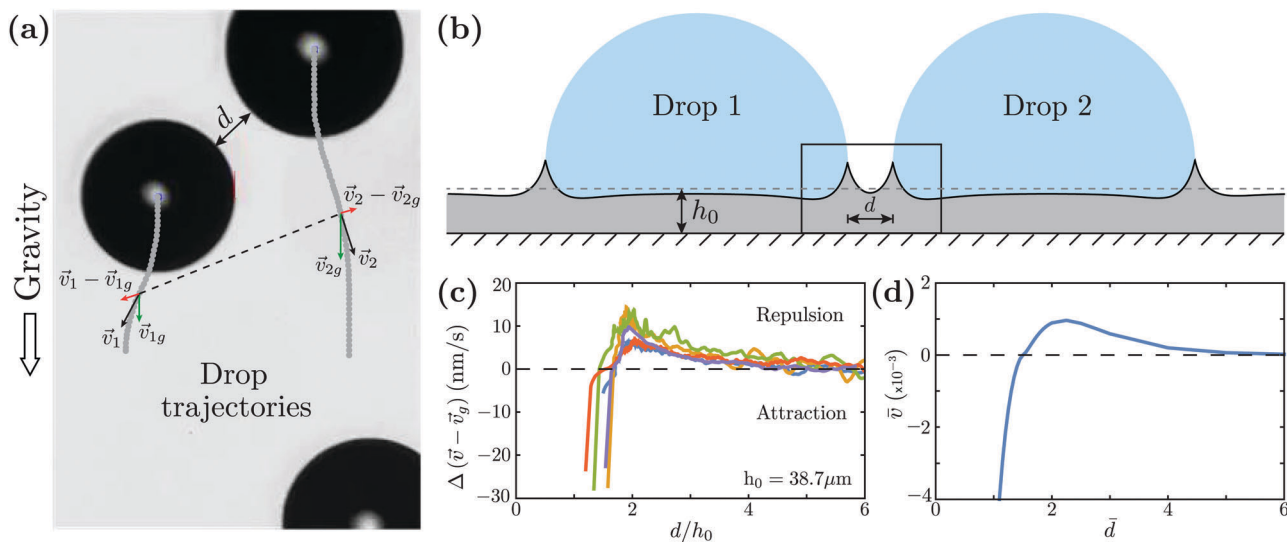 (a)
d
v⃗₂ − v⃗₂g
v⃗₂g
v⃗₂
v⃗₁ − v⃗₁g
v⃗₁
v⃗₁g
Gravity
Drop
trajectories
(b)
Drop 1
Drop 2
h₀
d
(c)
20
10
0
-10
-20
-30
Δ (v⃗ − v⃗g) (nm/s)
Repulsion
Attraction
h₀ = 38.7μm
0
2
4
6
d/h₀
(d)
2
0
-2
-4
v̄ (x10⁻³)
0
2
4
6
d̄